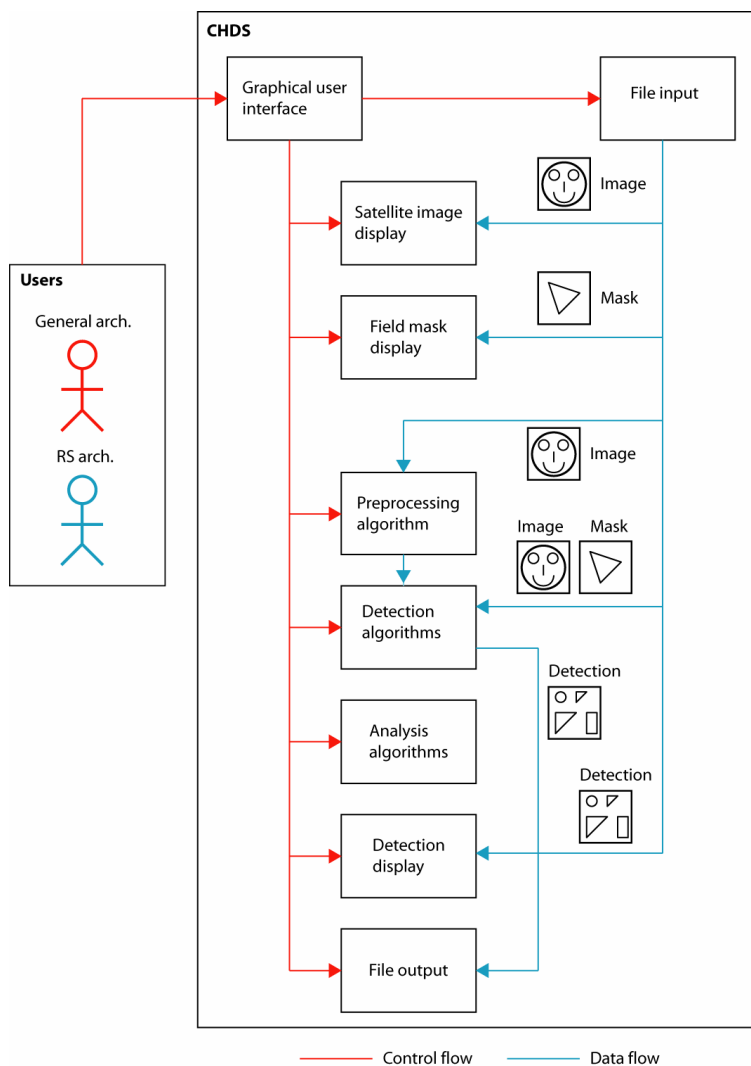 CHDS
Graphical user
interface
File input
Image
Satellite image
display
Users
Mask
General arch.
Field mask
display
Image
RS arch.
Preprocessing
algorithm
Image Mask
Detection
algorithms
Detection
Analysis
algorithms
Detection
Detection
display
File output
Control flow
Data flow